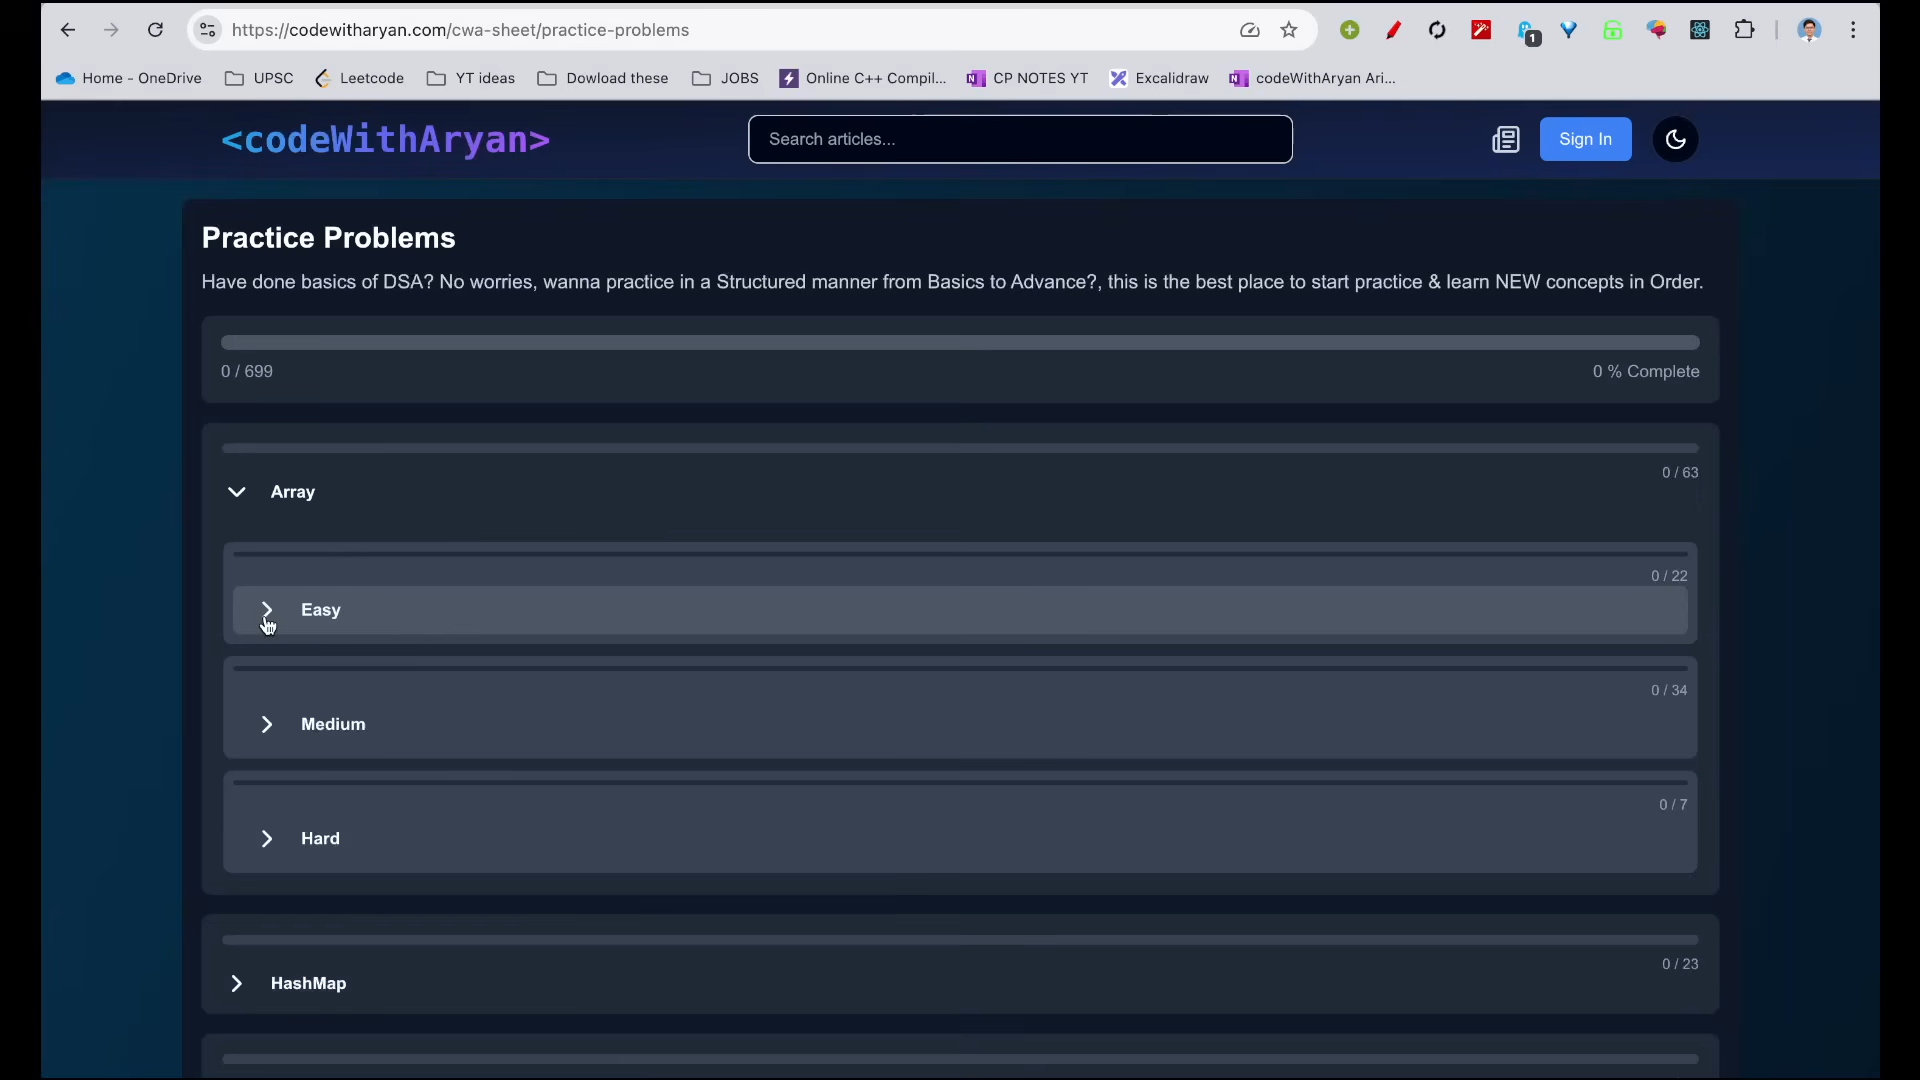 https://codewitharyan.com/cwa-sheet/practice-problems
1
Home - OneDrive
UPSC
Leetcode
YT ideas
Dowload these
JOBS
Online C++ Compil...
CP NOTES YT
Excalidraw
codeWithAryan Ari...
<codeWithAryan>
Search articles...
Sign In
Practice Problems
Have done basics of DSA? No worries, wanna practice in a Structured manner from Basics to Advance?, this is the best place to start practice & learn NEW concepts in Order.
0 / 699
0 % Complete
0 / 63
Array
0 / 22
Easy
0 / 34
Medium
0 / 7
Hard
0 / 23
HashMap